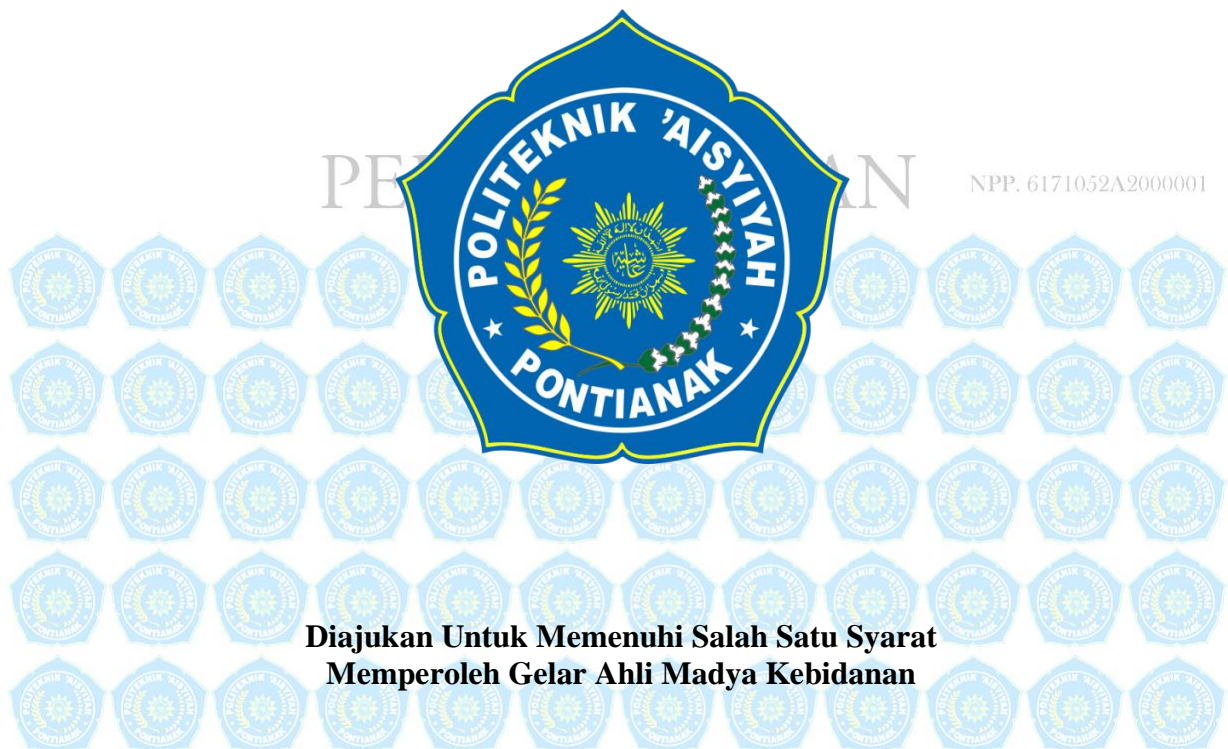 POLITEKNIK 'AISYIYAH
PONTIANAK
NPP. 6171052A2000001
Diajukan Untuk Memenuhi Salah Satu Syarat
Memperoleh Gelar Ahli Madya Kebidanan